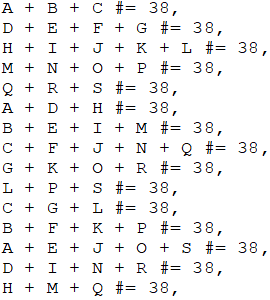 A + B + C #= 38,
D + E + F + G #= 38,
H + I + J + K + L #= 38,
M + N + O + P #= 38,
Q + R + S #= 38,
A + D + H #= 38,
B + E + I + M #= 38,
C + F + J + N + Q #= 38,
G + K + O + R #= 38,
L + P + S #= 38,
C + G + L #= 38,
B + F + K + P #= 38,
A + E + J + O + S #= 38,
D + I + N + R #= 38,
H + M + Q #= 38,